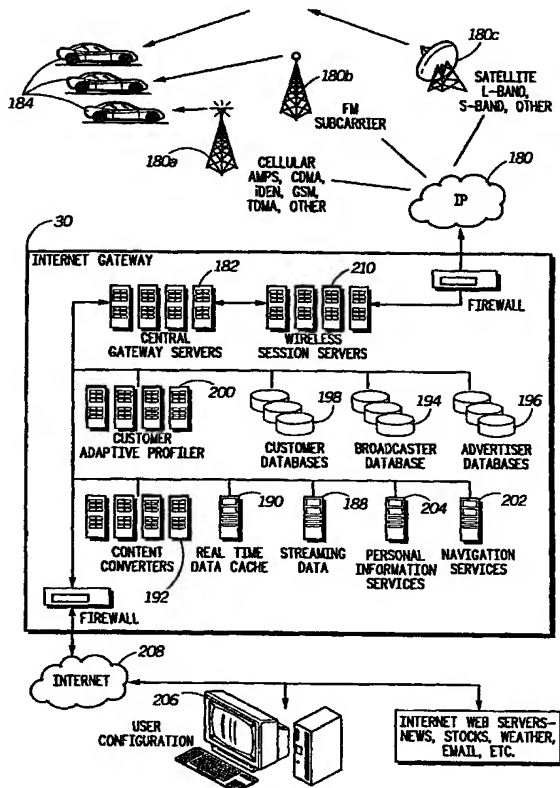 180c
184
180b
SATELLITE
L-BAND,
S-BAND, OTHER
FM
SUBCARRIER
180a
CELLULAR
AMPS, CDMA,
iDEN, GSM,
TDMA, OTHER
180
IP
30
INTERNET GATEWAY
182
210
FIREWALL
CENTRAL
GATEWAY SERVERS
WIRELESS
SESSION SERVERS
200
198
194
196
CUSTOMER
ADAPTIVE PROFILER
CUSTOMER
DATABASES
BROADCASTER
DATABASE
ADVERTISER
DATABASES
190
188
204
202
CONTENT
CONVERTERS
192
REAL TIME
DATA CACHE
STREAMING
DATA
PERSONAL
INFORMATION
SERVICES
NAVIGATION
SERVICES
FIREWALL
208
INTERNET
206
USER
CONFIGURATION
INTERNET WEB SERVERS-
NEWS, STOCKS, WEATHER,
EMAIL, ETC.